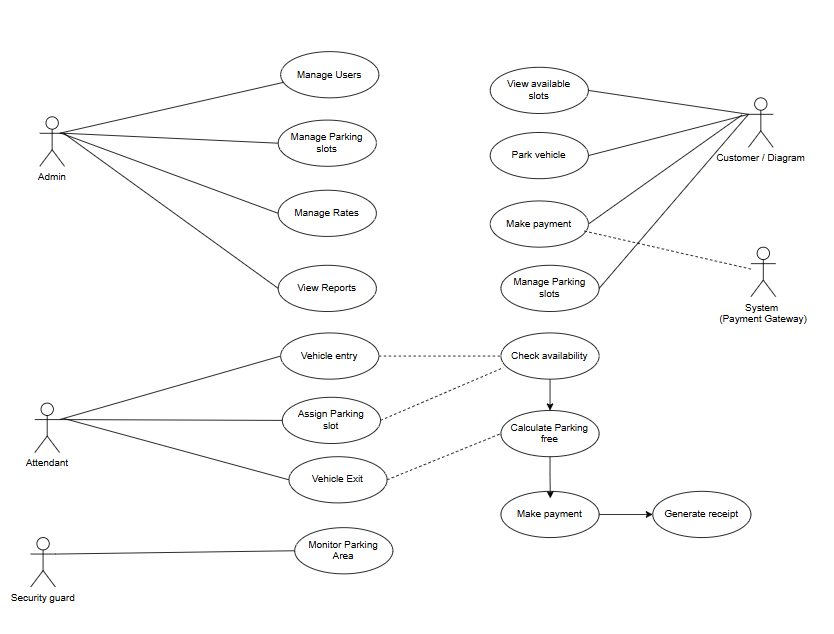 Manage Users
View available
slots
Manage Parking
slots
Park vehicle
Customer / Diagram
Admin
Manage Rates
Make payment
View Reports
Manage Parking
slots
System
(Payment Gateway)
Vehicle entry
Check availability
Assign Parking
slot
Calculate Parking
free
Attendant
Vehicle Exit
Make payment
Generate receipt
Monitor Parking
Area
Security guard